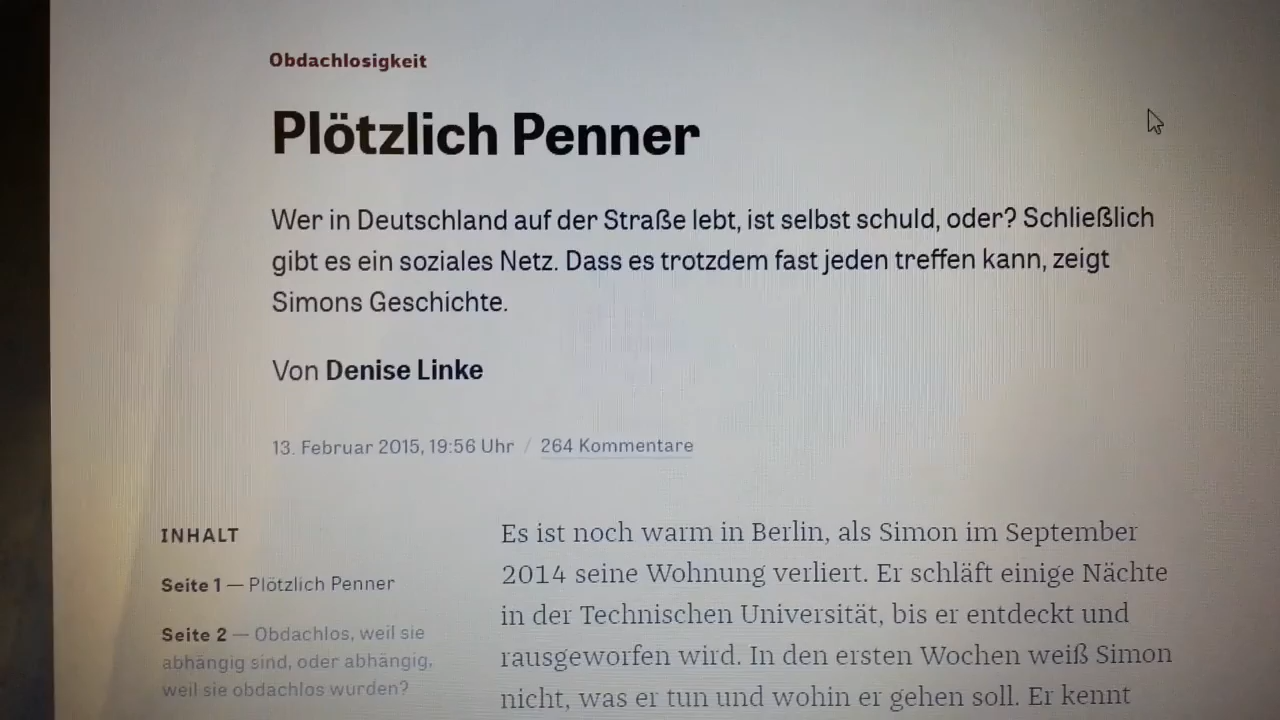 Obdachlosigkeit
Plötzlich Penner
Wer in Deutschland auf der Straße lebt, ist selbst schuld, oder? Schließlich
gibt es ein soziales Netz. Dass es trotzdem fast jeden treffen kann, zeigt
Simons Geschichte.
Von Denise Linke
13. Februar 2015, 19:56 Uhr / 264 Kommentare
INHALT
Seite 1 — Plötzlich Penner
Seite 2 — Obdachlos, weil sie
abhängig sind, oder abhängig,
weil sie obdachlos wurden?
Es ist noch warm in Berlin, als Simon im September
2014 seine Wohnung verliert. Er schläft einige Nächte
in der Technischen Universität, bis er entdeckt und
rausgeworfen wird. In den ersten Wochen weiß Simon
nicht, was er tun und wohin er gehen soll. Er kennt